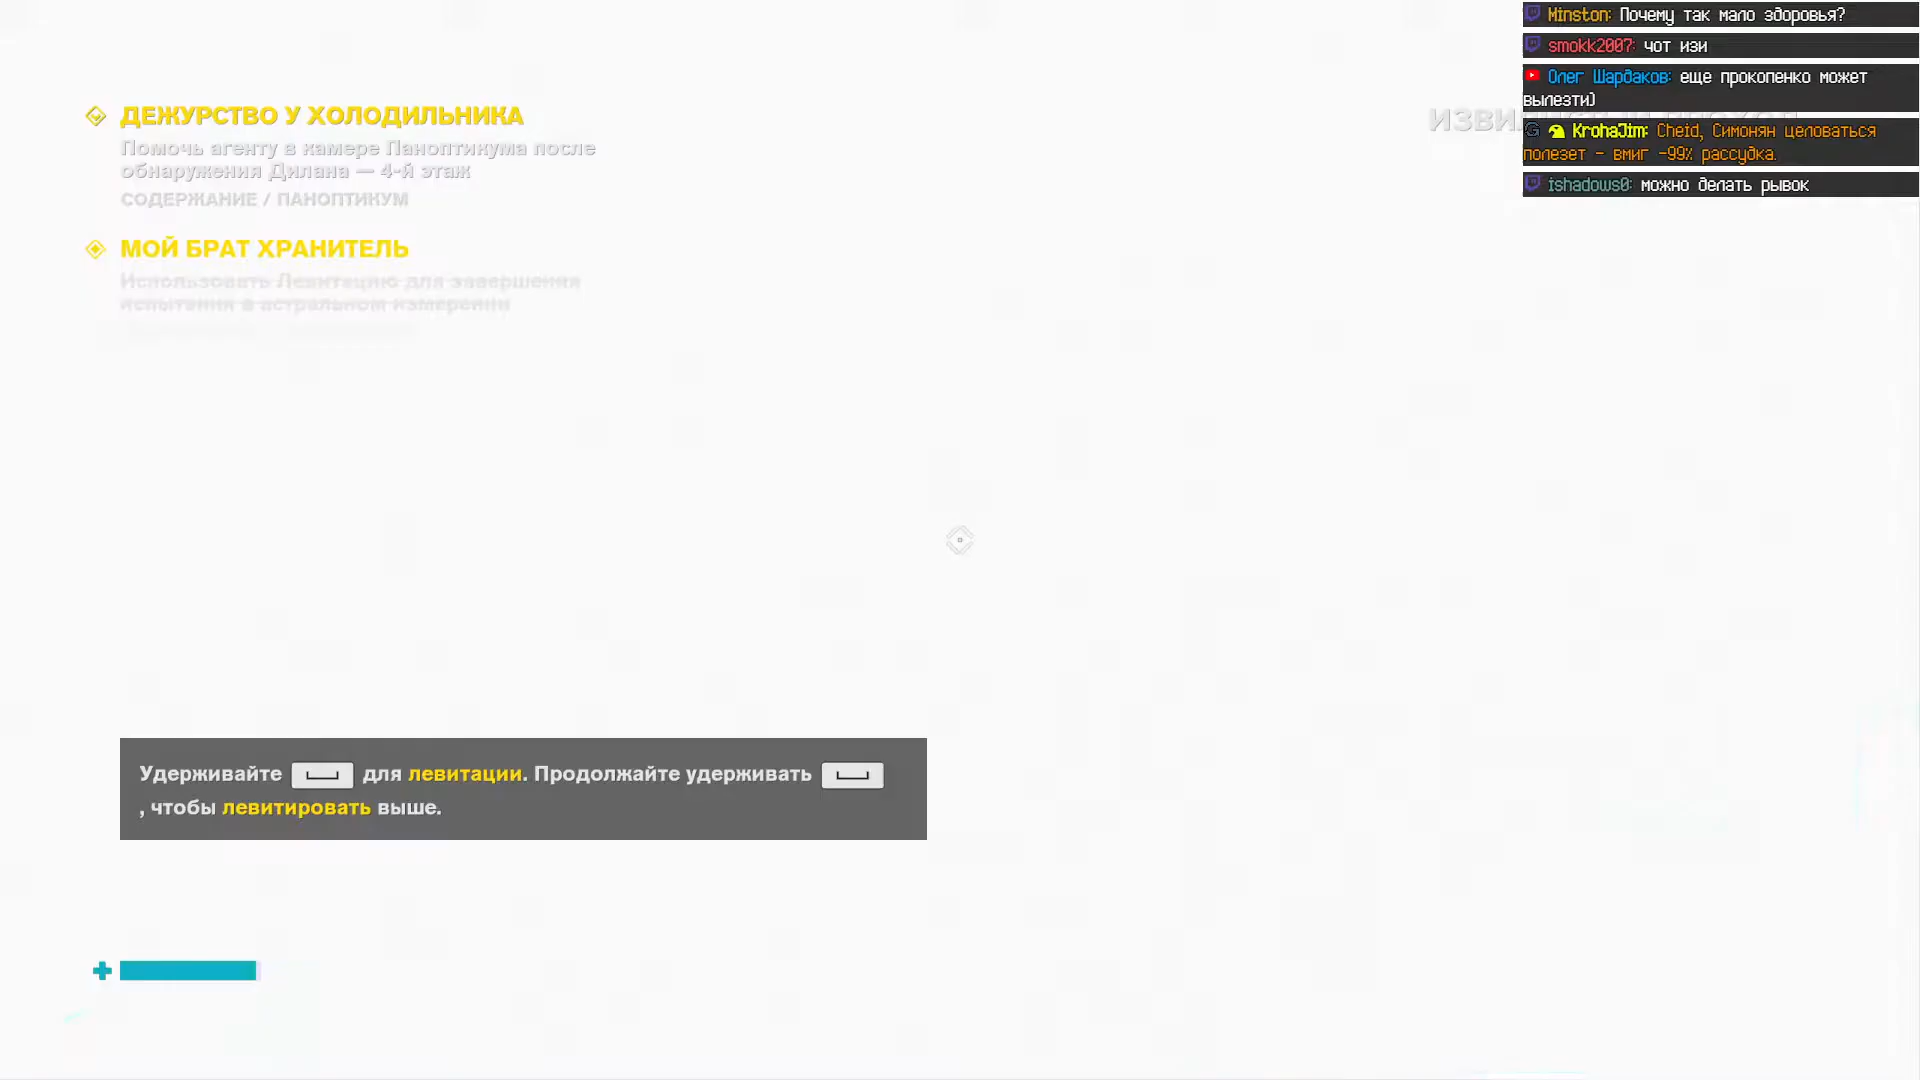 ДЕЖУРСТВО У ХОЛОДИЛЬНИКА
Помочь агенту в камере Паноптикума после
обнаружения Дилана — 4-й этаж
СОДЕРЖАНИЕ / ПАНОПТИКУМ
МОЙ БРАТ ХРАНИТЕЛЬ
Использовать Левитацию для завершения
испытания в астральном измерении
Minston: Почему так мало здоровья?
smokk2007: чот изи
Олег Шардаков: еще прокопенко может
вылезти)
KrohaJim: Cheid, Симонян целоваться
полезет - вмиг -99% рассудка.
ishadows0: можно делать рывок
Удерживайте для левитации. Продолжайте удерживать
, чтобы левитировать выше.